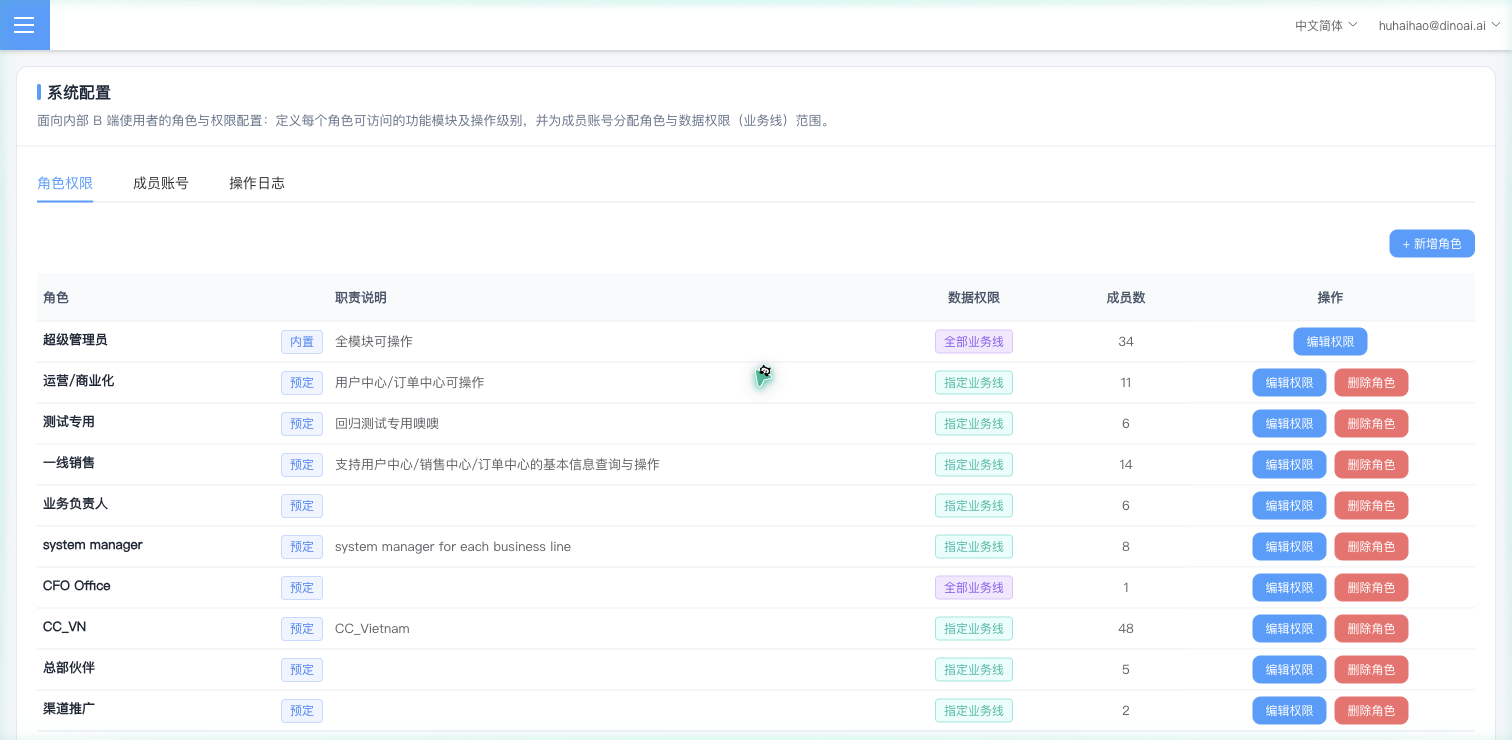 中文简体 huhaihao@dinoai.ai
系统配置
面向内部 B 端使用者的角色与权限配置：定义每个角色可访问的功能模块及操作级别，并为成员账号分配角色与数据权限（业务线）范围。
角色权限 成员账号 操作日志
+ 新增角色
角色 职责说明 数据权限 成员数 操作
超级管理员 内置 全模块可操作 全部业务线 34 编辑权限
运营/商业化 预定 用户中心/订单中心可操作 指定业务线 11 编辑权限 删除角色
测试专用 预定 回归测试专用噢噢 指定业务线 6 编辑权限 删除角色
一线销售 预定 支持用户中心/销售中心/订单中心的基本信息查询与操作 指定业务线 14 编辑权限 删除角色
业务负责人 预定 指定业务线 6 编辑权限 删除角色
system manager 预定 system manager for each business line 指定业务线 8 编辑权限 删除角色
CFO Office 预定 全部业务线 1 编辑权限 删除角色
CC_VN 预定 CC_Vietnam 指定业务线 48 编辑权限 删除角色
总部伙伴 预定 指定业务线 5 编辑权限 删除角色
渠道推广 预定 指定业务线 2 编辑权限 删除角色